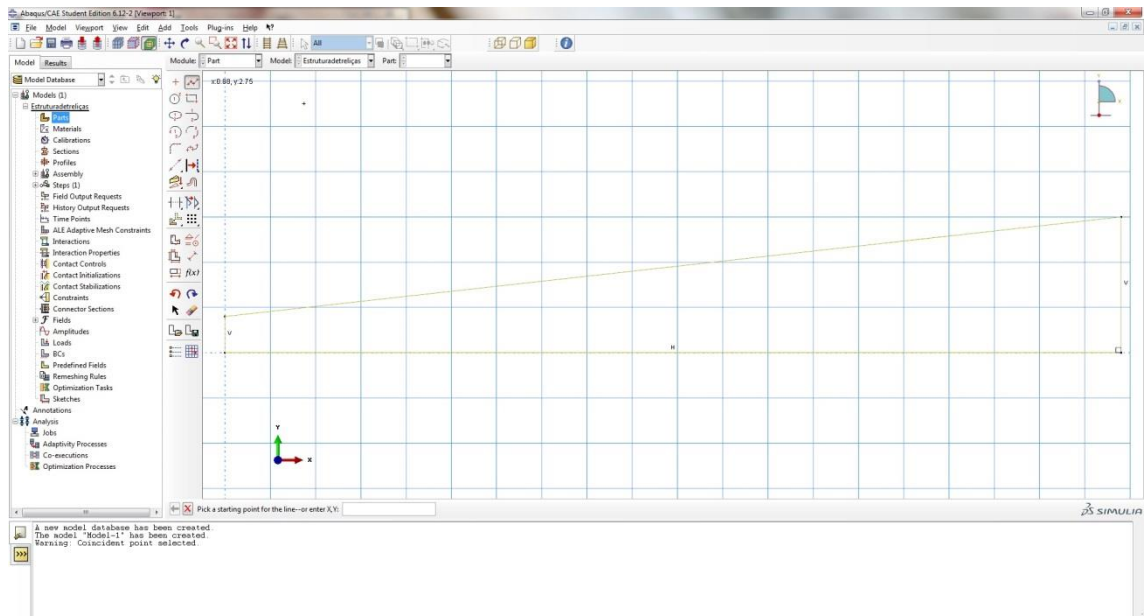 Abaqus/CAE Student Edition 6.12-2 [Viewport: 1]
File Model Viewport View Edit Add Tools Plug-ins Help
All
Model Results
Module: Part Model: Estruturadetreliças Part:
Model Database
x:0.88, y:2.75
Models (1)
Estruturadetreliças
Parts
Materials
Calibrations
Sections
Profiles
Assembly
Steps (1)
Field Output Requests
History Output Requests
Time Points
ALE Adaptive Mesh Constraints
Interactions
Interaction Properties
Contact Controls
Contact Initializations
Contact Stabilizations
Constraints
Connector Sections
Fields
Amplitudes
Loads
BCs
Predefined Fields
Remeshing Rules
Optimization Tasks
Sketches
Annotations
Analysis
Jobs
Adaptivity Processes
Co-executions
Optimization Processes
f(x)
V
H
V
Y
X
Pick a starting point for the line--or enter X,Y:
SIMULIA
A new model database has been created.
The model "Model-1" has been created.
Warning: Coincident point selected.